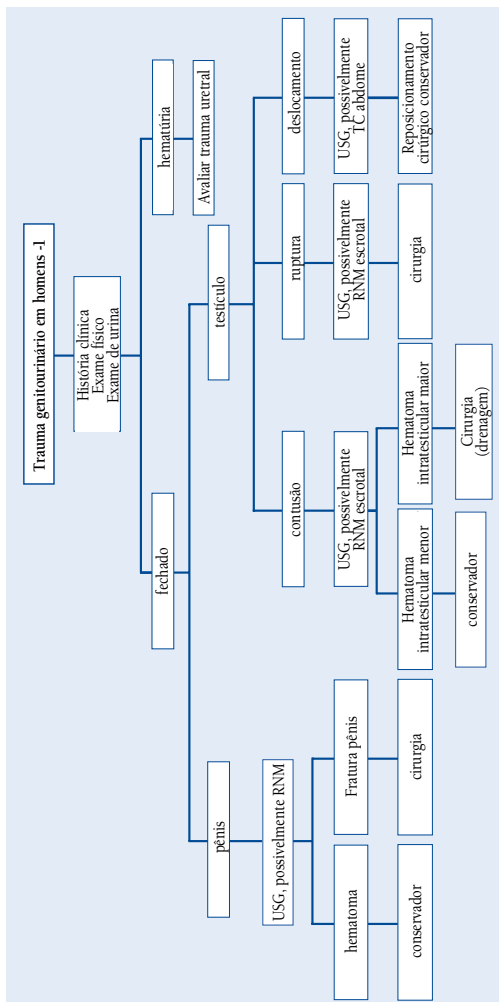 Trauma genitourinário em homens -1
História clínica
Exame físico
Exame de urina
fechado
hematúria
Avaliar trauma uretral
pênis
testículo
USG, possivelmente RNM
contusão
ruptura
deslocamento
USG, possivelmente
RNM escrotal
USG, possivelmente
RNM escrotal
USG, possivelmente
TC abdome
hematoma
Fratura pênis
Hematoma
intratesticular menor
Hematoma
intratesticular maior
cirurgia
Reposicionamento
cirúrgico conservador
conservador
cirurgia
conservador
Cirurgia
(drenagem)